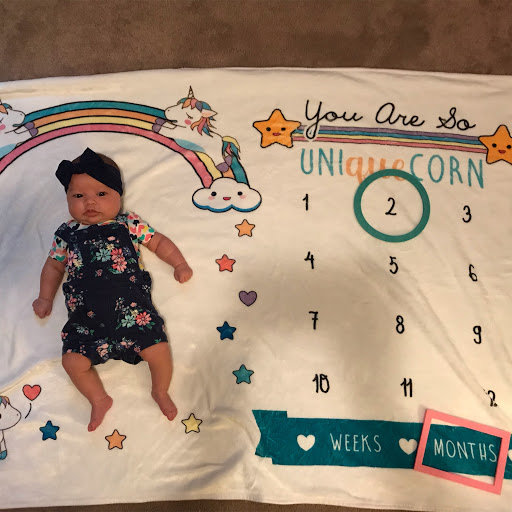 You Are So
UNIqueCORN
1 2 3
4 5 6
7 8 9
10 11 2
WEEKS MONTHS